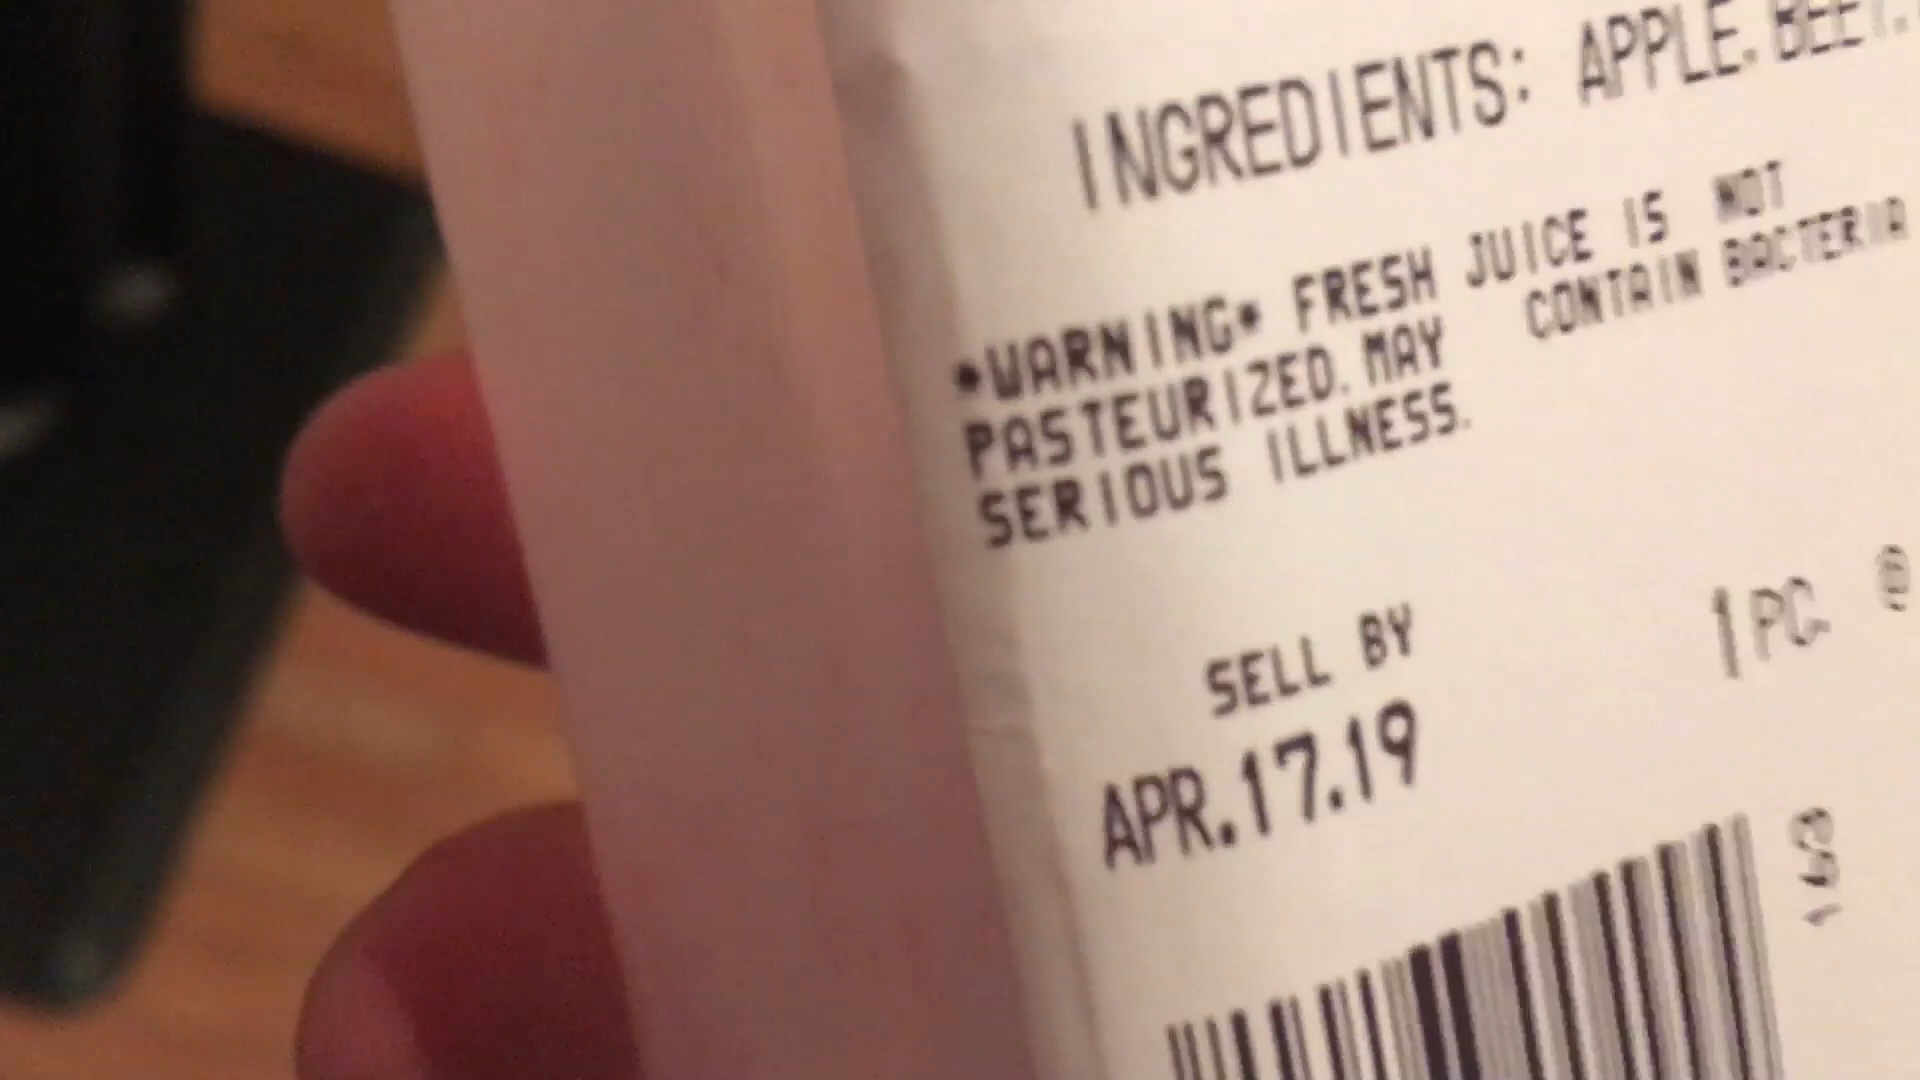 INGREDIENTS: APPLE. BEET.
*WARNING* FRESH JUICE IS NOT
PASTEURIZED. MAY CONTAIN BACTERIA
SERIOUS ILLNESS.
SELL BY
1 PC @
APR.17.19